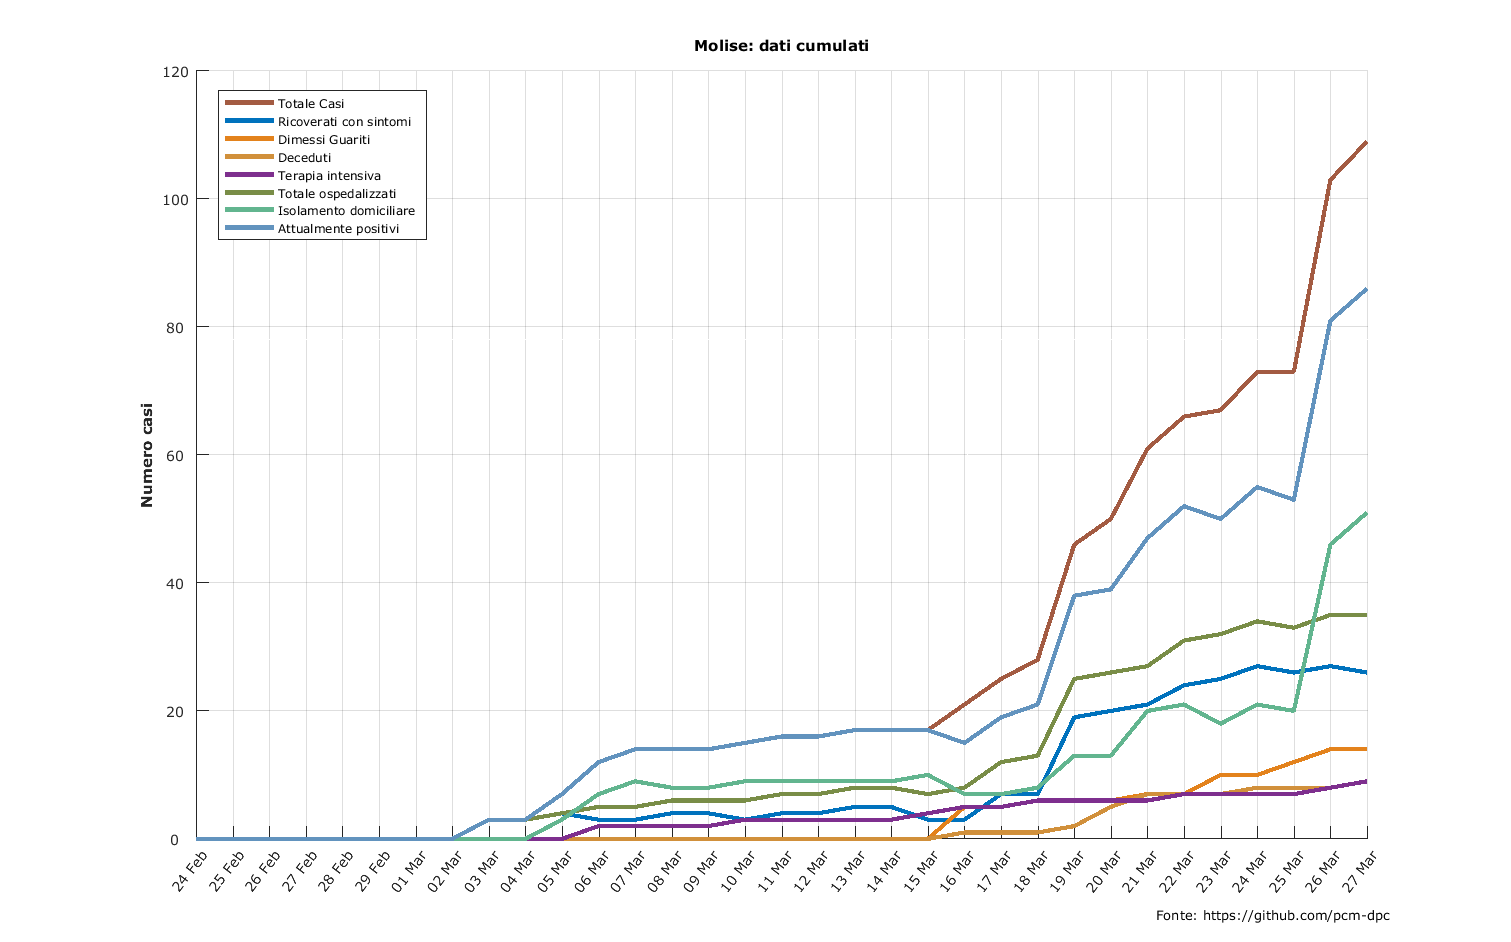 Molise: dati cumulati
120
100
80
60
40
20
0
Numero casi
Totale Casi
Ricoverati con sintomi
Dimessi Guariti
Deceduti
Terapia intensiva
Totale ospedalizzati
Isolamento domiciliare
Attualmente positivi
24 Feb
25 Feb
26 Feb
27 Feb
28 Feb
29 Feb
01 Mar
02 Mar
03 Mar
04 Mar
05 Mar
06 Mar
07 Mar
08 Mar
09 Mar
10 Mar
11 Mar
12 Mar
13 Mar
14 Mar
15 Mar
16 Mar
17 Mar
18 Mar
19 Mar
20 Mar
21 Mar
22 Mar
23 Mar
24 Mar
25 Mar
26 Mar
27 Mar
Fonte: https://github.com/pcm-dpc